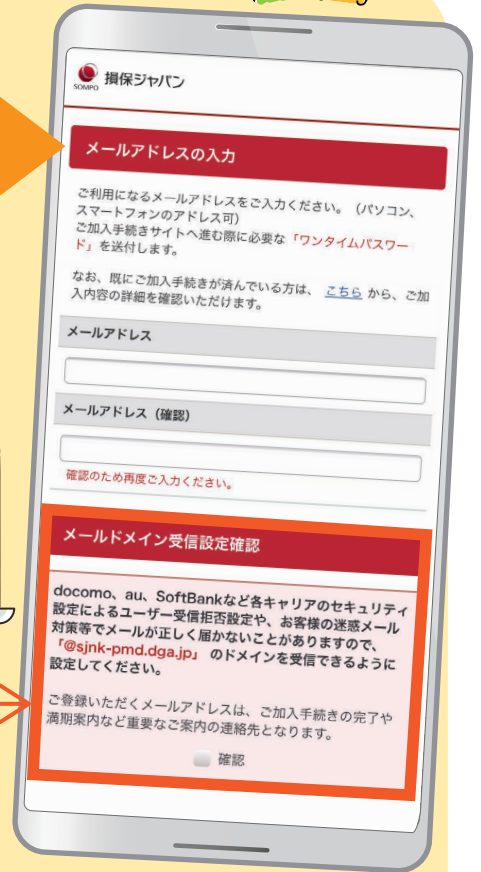 SOMPO 損保ジャパン
メールアドレスの入力
ご利用になるメールアドレスをご入力ください。（パソコン、
スマートフォンのアドレス可）
ご加入手続きサイトへ進む際に必要な「ワンタイムパスワー
ド」を送付します。
なお、既にご加入手続きが済んでいる方は、 こちら から、ご加
入内容の詳細を確認いただけます。
メールアドレス
メールアドレス（確認）
確認のため再度ご入力ください。
メールドメイン受信設定確認
docomo、au、SoftBankなど各キャリアのセキュリティ
設定によるユーザー受信拒否設定や、お客様の迷惑メール
対策等でメールが正しく届かないことがありますので、
「@sjnk-pmd.dga.jp」 のドメインを受信できるように
設定してください。
ご登録いただくメールアドレスは、ご加入手続きの完了や
満期案内など重要なご案内の連絡先となります。
確認